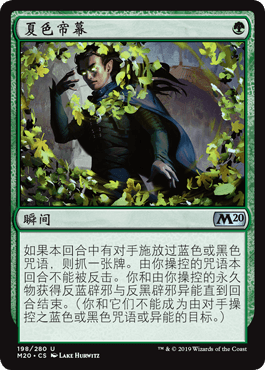 夏色帘幕
瞬间
M20
如果本回合中有对手施放过蓝色或黑色
咒语，则抓一张牌。由你操控的咒语本
回合不能被反击。你和由你操控的永久
物获得反蓝辟邪与反黑辟邪异能直到回
合结束。（你和它们不能成为由对手操
控之蓝色或黑色咒语或异能的目标。）
198/280 U
M20 • CS LAKE HURWITZ
™ & © 2019 Wizards of the Coast